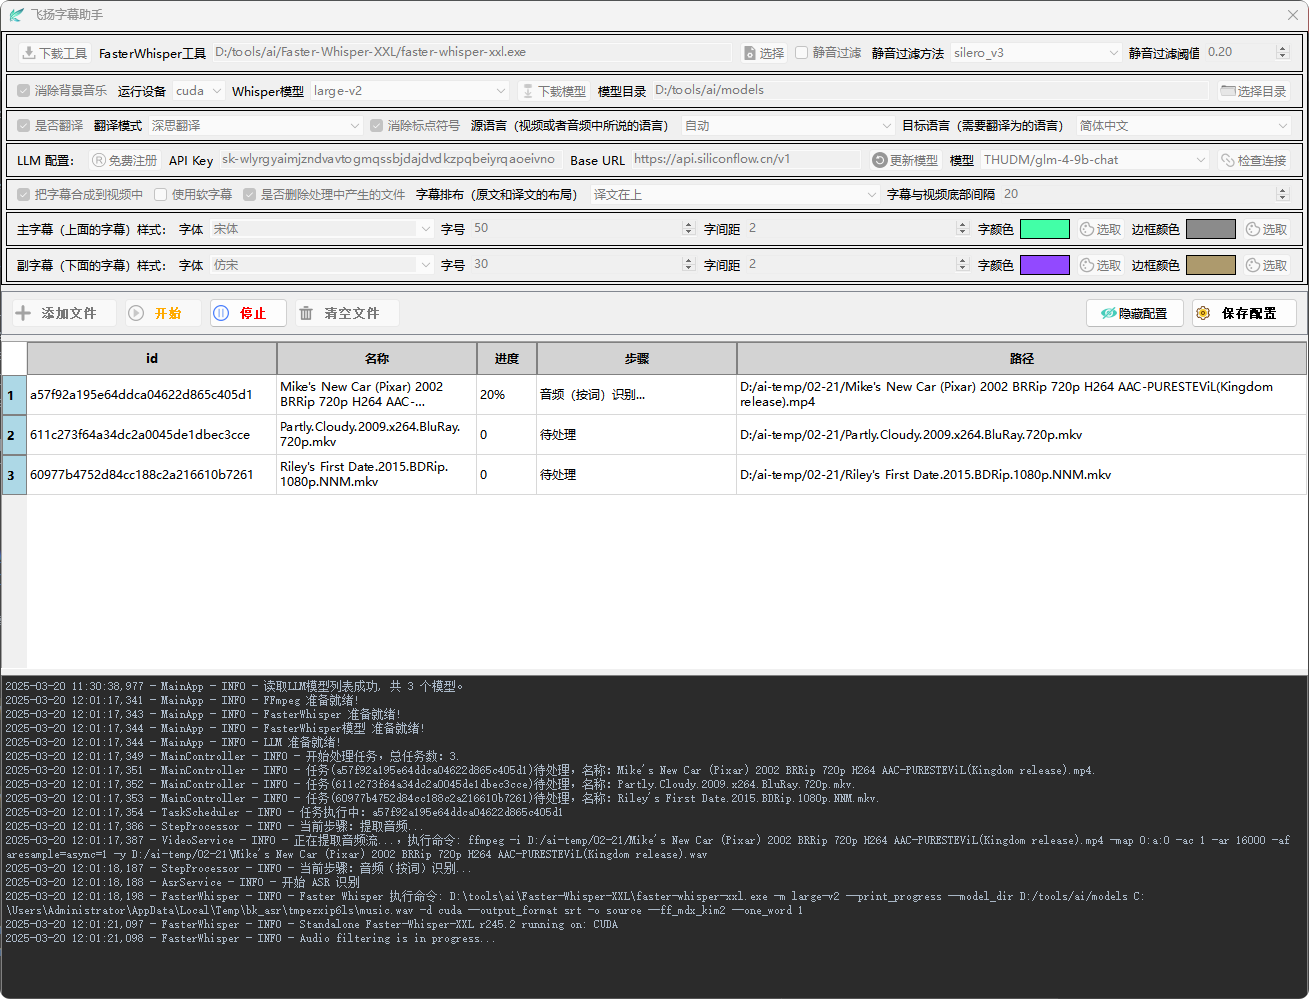 飞扬字幕助手
下载工具 FasterWhisper工具 D:/tools/ai/Faster-Whisper-XXL/faster-whisper-xxl.exe 选择 静音过滤 静音过滤方法 silero_v3 静音过滤阈值 0.20
消除背景音乐 运行设备 cuda Whisper模型 large-v2 下载模型 模型目录 D:/tools/ai/models 选择目录
是否翻译 翻译模式 深思翻译 消除标点符号 源语言（视频或者音频中所说的语言） 自动 目标语言（需要翻译为的语言） 简体中文
LLM 配置： 免费注册 API Key sk-wlyrgyaimjzndvavtogmqssbjdajdvdkzpqbeiyrqaoeivno Base URL https://api.siliconflow.cn/v1 更新模型 模型 THUDM/glm-4-9b-chat 检查连接
把字幕合成到视频中 使用软字幕 是否删除处理中产生的文件 字幕排布（原文和译文的布局） 译文在上 字幕与视频底部间隔 20
主字幕（上面的字幕）样式： 字体 宋体 字号 50 字间距 2 字颜色 选取 边框颜色 选取
副字幕（下面的字幕）样式： 字体 仿宋 字号 30 字间距 2 字颜色 选取 边框颜色 选取
添加文件 开始 停止 清空文件 隐藏配置 保存配置
id 名称 进度 步骤 路径
1 a57f92a195e64ddca04622d865c405d1 Mike's New Car (Pixar) 2002 BRRip 720p H264 AAC-... 20% 音频（按词）识别... D:/ai-temp/02-21/Mike's New Car (Pixar) 2002 BRRip 720p H264 AAC-PURESTEViL(Kingdom release).mp4
2 611c273f64a34dc2a0045de1dbec3cce Partly.Cloudy.2009.x264.BluRay.720p.mkv 0 待处理 D:/ai-temp/02-21/Partly.Cloudy.2009.x264.BluRay.720p.mkv
3 60977b4752d84cc188c2a216610b7261 Riley's First Date.2015.BDRip.1080p.NNM.mkv 0 待处理 D:/ai-temp/02-21/Riley's First Date.2015.BDRip.1080p.NNM.mkv
2025-03-20 11:30:38,977 - MainApp - INFO - 读取LLM模型列表成功, 共 3 个模型。
2025-03-20 12:01:17,341 - MainApp - INFO - FFmpeg 准备就绪!
2025-03-20 12:01:17,343 - MainApp - INFO - FasterWhisper 准备就绪!
2025-03-20 12:01:17,344 - MainApp - INFO - FasterWhisper模型 准备就绪!
2025-03-20 12:01:17,344 - MainApp - INFO - LLM 准备就绪!
2025-03-20 12:01:17,349 - MainController - INFO - 开始处理任务，总任务数：3.
2025-03-20 12:01:17,351 - MainController - INFO - 任务(a57f92a195e64ddca04622d865c405d1)待处理，名称：Mike's New Car (Pixar) 2002 BRRip 720p H264 AAC-PURESTEViL(Kingdom release).mp4.
2025-03-20 12:01:17,352 - MainController - INFO - 任务(611c273f64a34dc2a0045de1dbec3cce)待处理，名称：Partly.Cloudy.2009.x264.BluRay.720p.mkv.
2025-03-20 12:01:17,353 - MainController - INFO - 任务(60977b4752d84cc188c2a216610b7261)待处理，名称：Riley's First Date.2015.BDRip.1080p.NNM.mkv.
2025-03-20 12:01:17,354 - TaskScheduler - INFO - 任务执行中：a57f92a195e64ddca04622d865c405d1
2025-03-20 12:01:17,386 - StepProcessor - INFO - 当前步骤：提取音频...
2025-03-20 12:01:17,387 - VideoService - INFO - 正在提取音频流...，执行命令: ffmpeg -i D:/ai-temp/02-21/Mike's New Car (Pixar) 2002 BRRip 720p H264 AAC-PURESTEViL(Kingdom release).mp4 -map 0:a:0 -ac 1 -ar 16000 -af
aresample=async=1 -y D:/ai-temp/02-21\Mike's New Car (Pixar) 2002 BRRip 720p H264 AAC-PURESTEViL(Kingdom release).wav
2025-03-20 12:01:18,187 - StepProcessor - INFO - 当前步骤：音频（按词）识别...
2025-03-20 12:01:18,188 - AsrService - INFO - 开始 ASR 识别
2025-03-20 12:01:18,198 - FasterWhisper - INFO - Faster Whisper 执行命令: D:\tools\ai\Faster-Whisper-XXL\faster-whisper-xxl.exe -m large-v2 --print_progress --model_dir D:/tools/ai/models C:
\Users\Administrator\AppData\Local\Temp\bk_asr\tmpezxip6ls\music.wav -d cuda --output_format srt -o source --ff_mdx_kim2 --one_word 1
2025-03-20 12:01:21,097 - FasterWhisper - INFO - Standalone Faster-Whisper-XXL r245.2 running on: CUDA
2025-03-20 12:01:21,098 - FasterWhisper - INFO - Audio filtering is in progress...